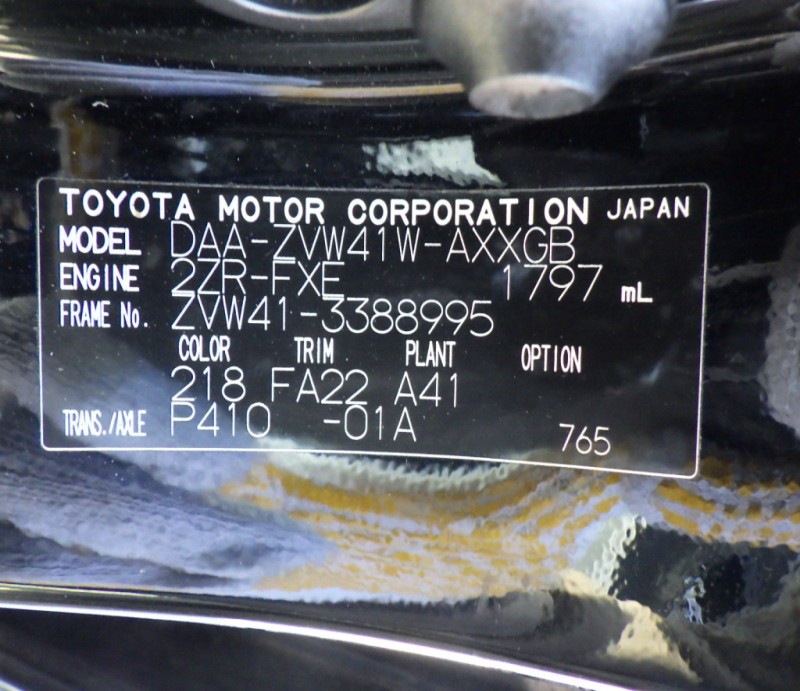 TOYOTA MOTOR CORPORATION JAPAN
MODEL DAA-ZVW41W-AXXGB
ENGINE 2ZR-FXE 1797 mL
FRAME No. ZVW41-3388995
COLOR TRIM PLANT OPTION
218 FA22 A41
TRANS./AXLE P410 -01A 765